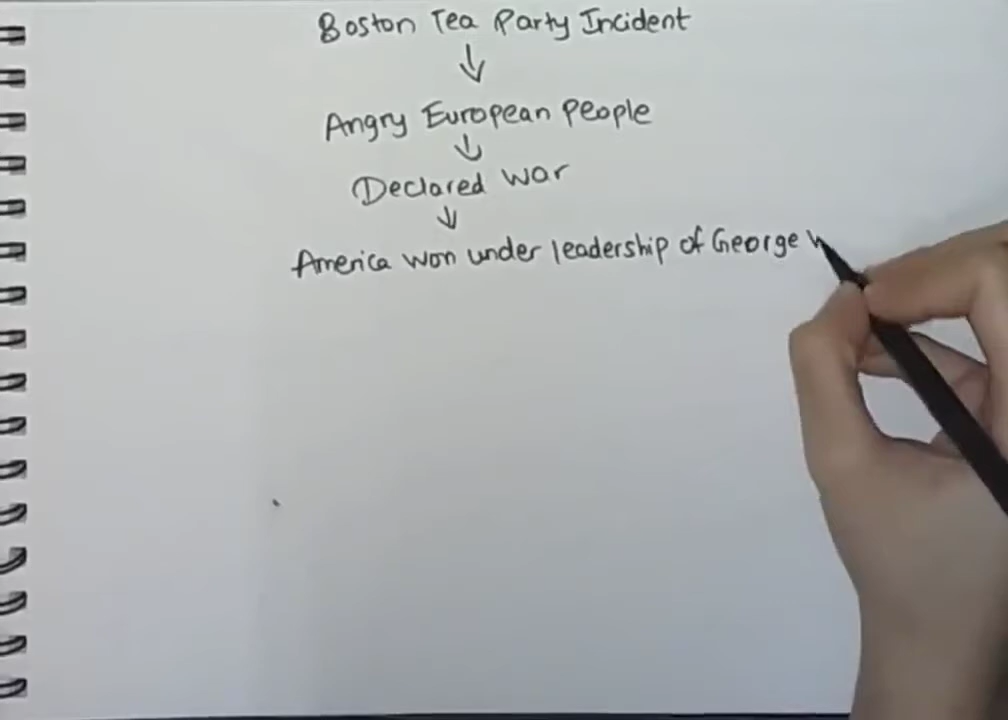 Boston Tea Party Incident
↓
Angry European People
↓
Declared War
↓
America won under leadership of George W